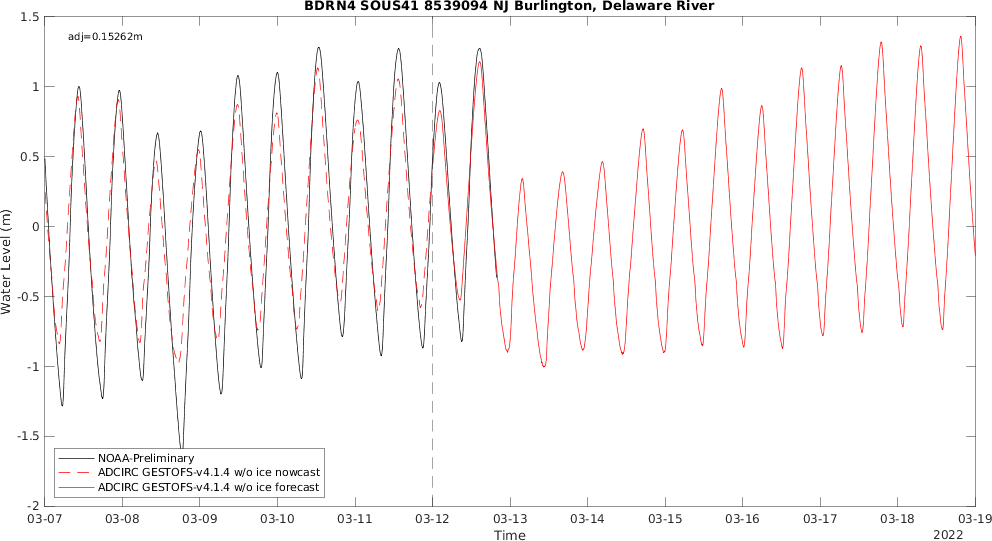 BDRN4 SOUS41 8539094 NJ Burlington, Delaware River
adj=0.15262m
1.5
1
0.5
0
-0.5
-1
-1.5
-2
Water Level (m)
NOAA-Preliminary
ADCIRC GESTOFS-v4.1.4 w/o ice nowcast
ADCIRC GESTOFS-v4.1.4 w/o ice forecast
03-07 03-08 03-09 03-10 03-11 03-12 03-13 03-14 03-15 03-16 03-17 03-18 03-19
Time
2022